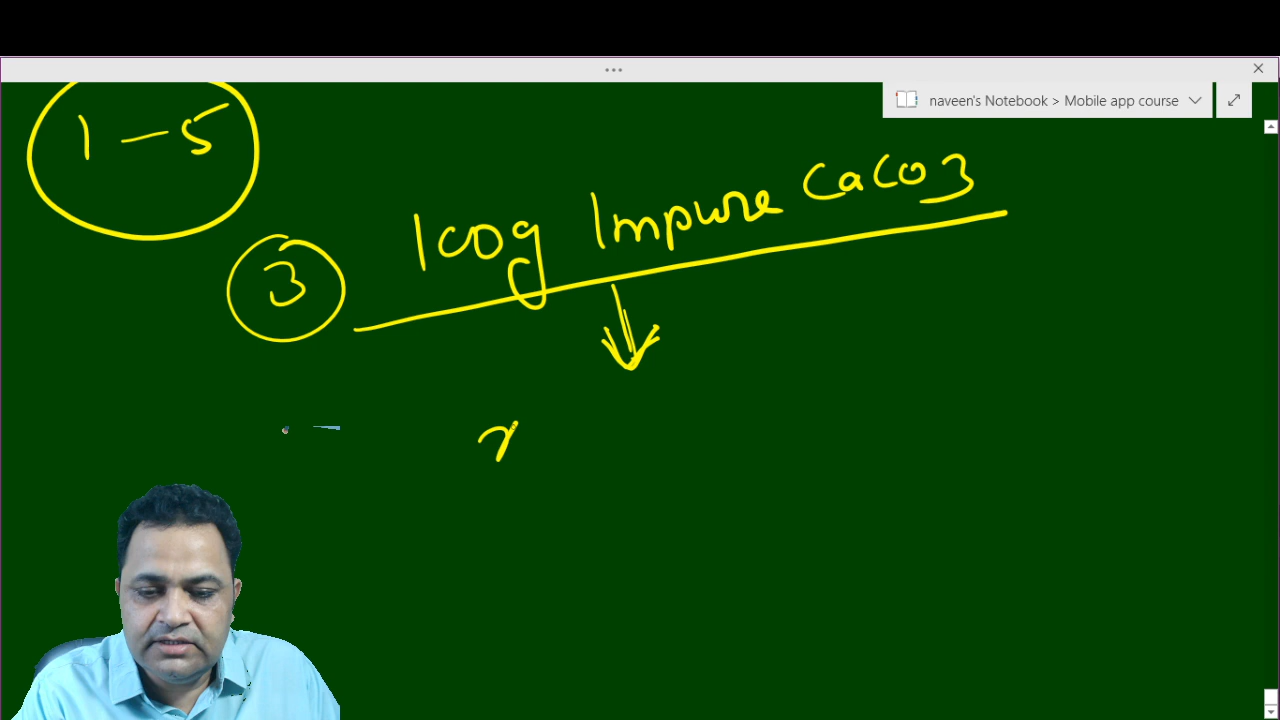 •••
naveen's Notebook > Mobile app course
1 – 5
3 100g Impure CaCO3
x